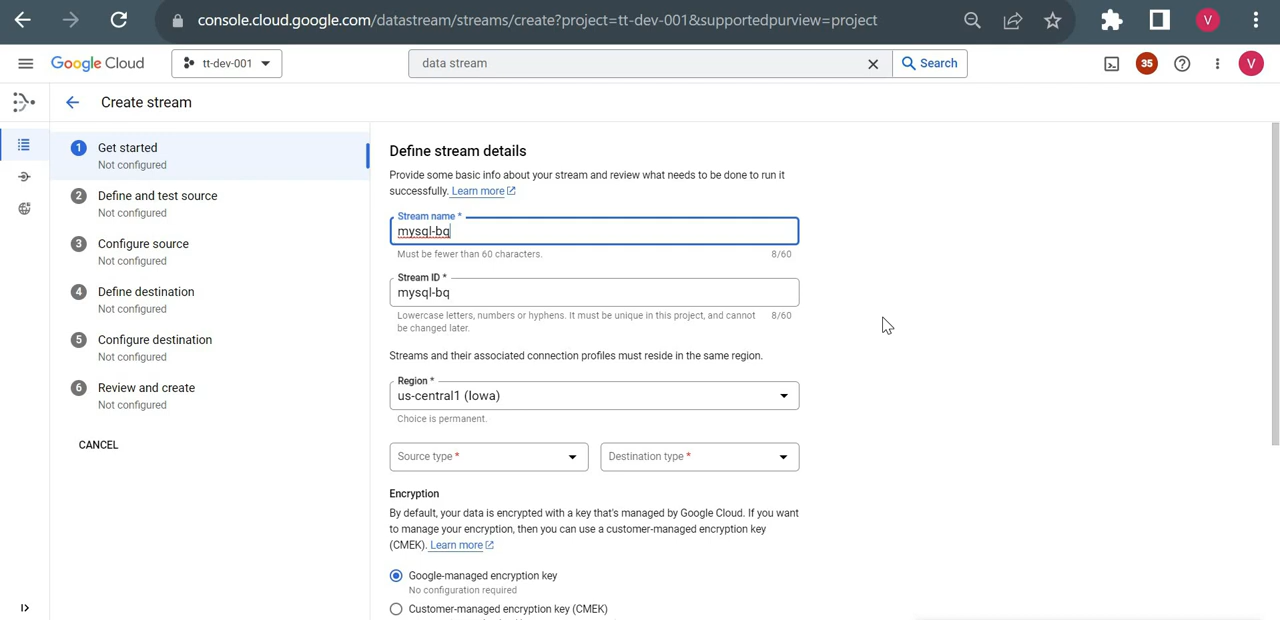 console.cloud.google.com/datastream/streams/create?project=tt-dev-001&supportedpurview=project
V
Google Cloud
tt-dev-001
data stream
Search
35
V
Create stream
1
Get started
Not configured
2
Define and test source
Not configured
3
Configure source
Not configured
4
Define destination
Not configured
5
Configure destination
Not configured
6
Review and create
Not configured
CANCEL
Define stream details
Provide some basic info about your stream and review what needs to be done to run it
successfully. Learn more
Stream name *
mysql-bq
Must be fewer than 60 characters.
8/60
Stream ID *
mysql-bq
Lowercase letters, numbers or hyphens. It must be unique in this project, and cannot
be changed later.
8/60
Streams and their associated connection profiles must reside in the same region.
Region *
us-central1 (Iowa)
Choice is permanent.
Source type *
Destination type *
Encryption
By default, your data is encrypted with a key that's managed by Google Cloud. If you want
to manage your encryption, then you can use a customer-managed encryption key
(CMEK). Learn more
Google-managed encryption key
No configuration required
Customer-managed encryption key (CMEK)